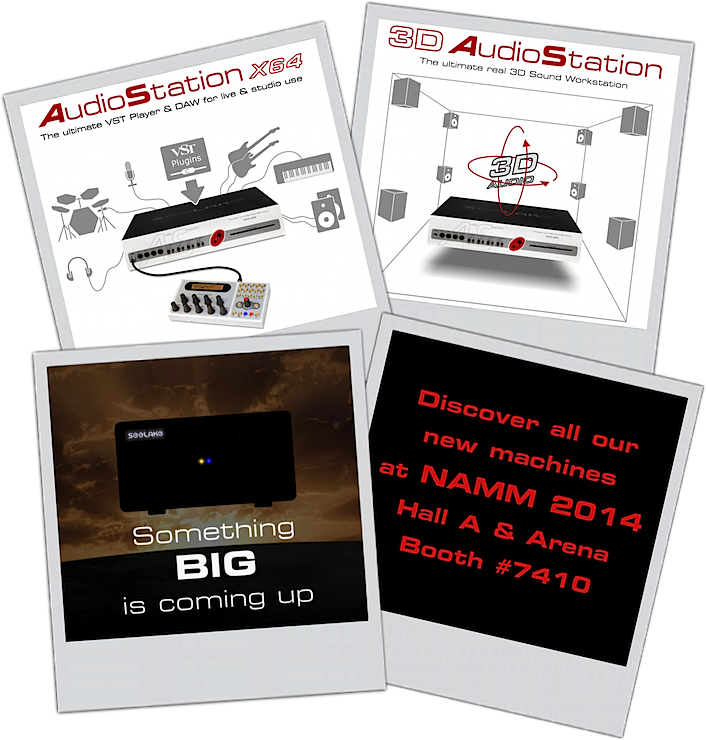 AudioStation X64
The ultimate VST Player & DAW for live & studio use
VST
Plugins
3D AudioStation
The ultimate real 3D Sound Workstation
3D
AUDIO
SOOLAKO
Something
BIG
is coming up
Discover all our
new machines
at NAMM 2014
Hall A & Arena
Booth #7410